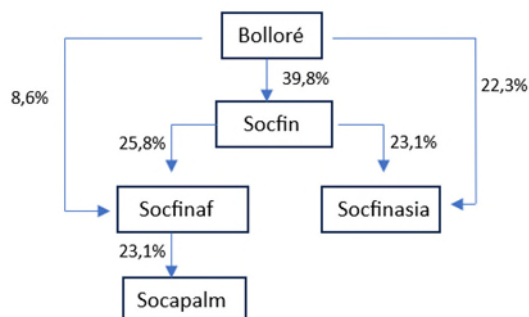 Bolloré
8,6%
39,8%
22,3%
Socfin
25,8%
23,1%
Socfinaf
Socfinasia
23,1%
Socapalm